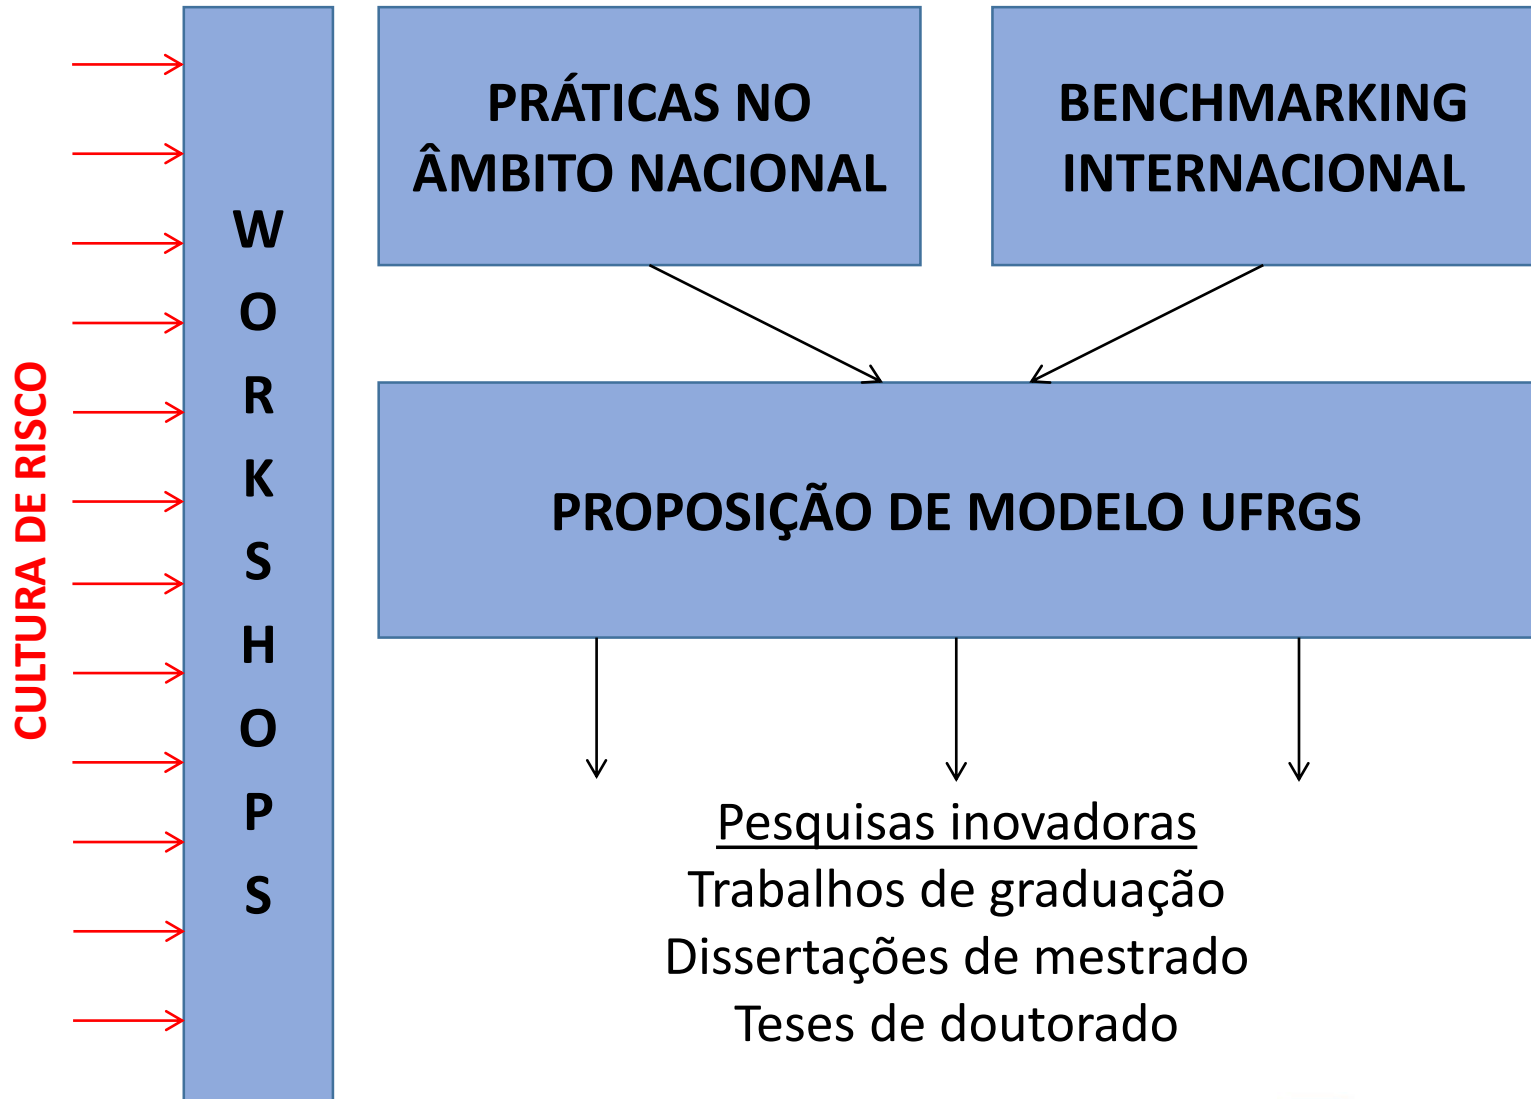 CULTURA DE RISCO
WORKSHOPS
PRÁTICAS NO
ÂMBITO NACIONAL
BENCHMARKING
INTERNACIONAL
PROPOSIÇÃO DE MODELO UFRGS
Pesquisas inovadoras
Trabalhos de graduação
Dissertações de mestrado
Teses de doutorado